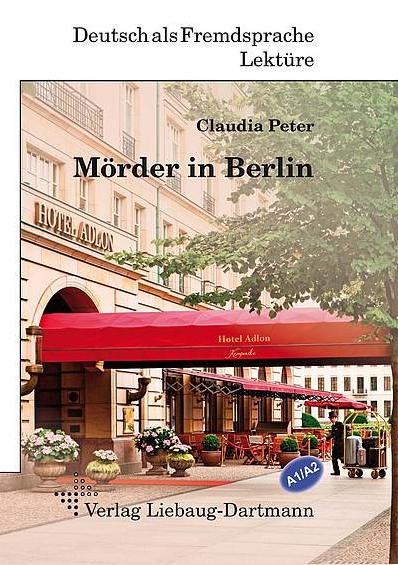 Deutsch als Fremdsprache
Lektüre
Claudia Peter
Mörder in Berlin
HOTEL ADLON
Hotel Adlon
Kempinski
A1/A2
Verlag Liebaug-Dartmann